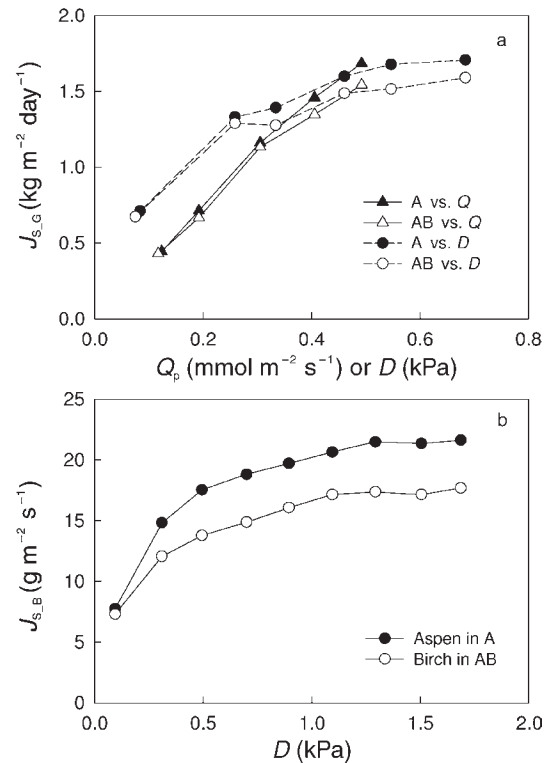 a
2.0
1.5
1.0
0.5
0.0
J_S_G (kg m⁻² day⁻¹)
A vs. Q
AB vs. Q
A vs. D
AB vs. D
0.0 0.2 0.4 0.6 0.8
Qₚ (mmol m⁻² s⁻¹) or D (kPa)
b
25
20
15
10
5
0
J_S_B (g m⁻² s⁻¹)
Aspen in A
Birch in AB
0.0 0.5 1.0 1.5 2.0
D (kPa)